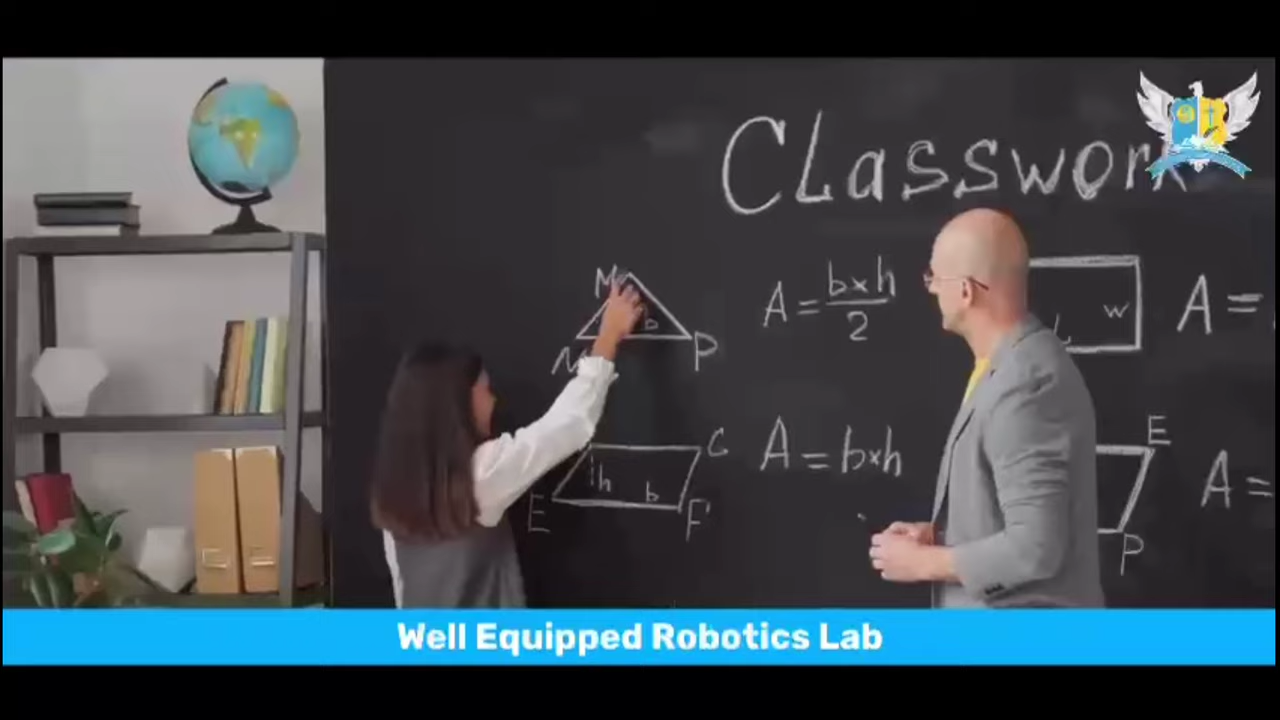 Classwork
M
b
N P
A = b×h
2
w
L
A =
C
h b
E F
A = b×h
E
P
A =
Well Equipped Robotics Lab